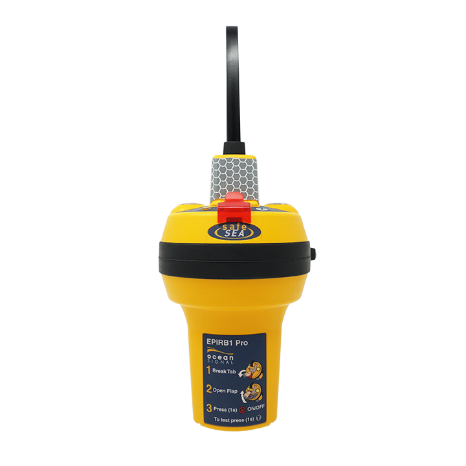 safe
SEA
EPIRB1 Pro
ocean
SIGNAL
1 Break Tab
2 Open Flap
3 Press (1s) ON/OFF
To test press (1s)